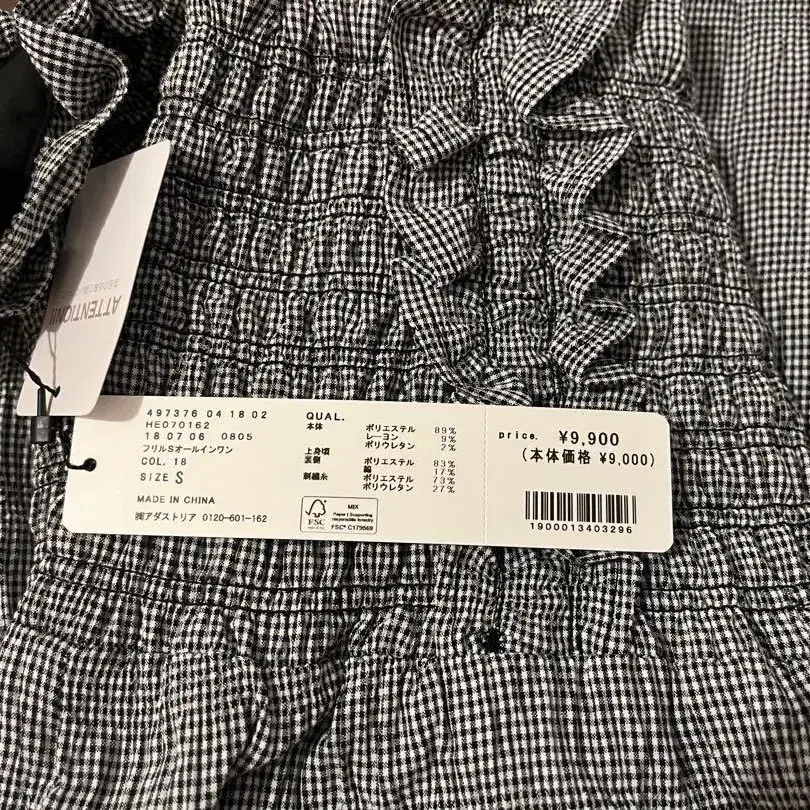 ATTENTION!!
497376 04 18 02
HE070162
18 07 06 0805
フリルSオールインワン
COL. 18
SIZE S
MADE IN CHINA
㈱アダストリア 0120-601-162
QUAL.
本体 ポリエステル 89%
レーヨン 9%
ポリウレタン 2%
上身頃
裏側 ポリエステル 83%
綿 17%
刺繍糸 ポリエステル 73%
ポリウレタン 27%
FSC
MIX
Paper | Supporting
responsible forestry
FSC® C179569
price. ¥9,900
(本体価格 ¥9,000)
1900013403296